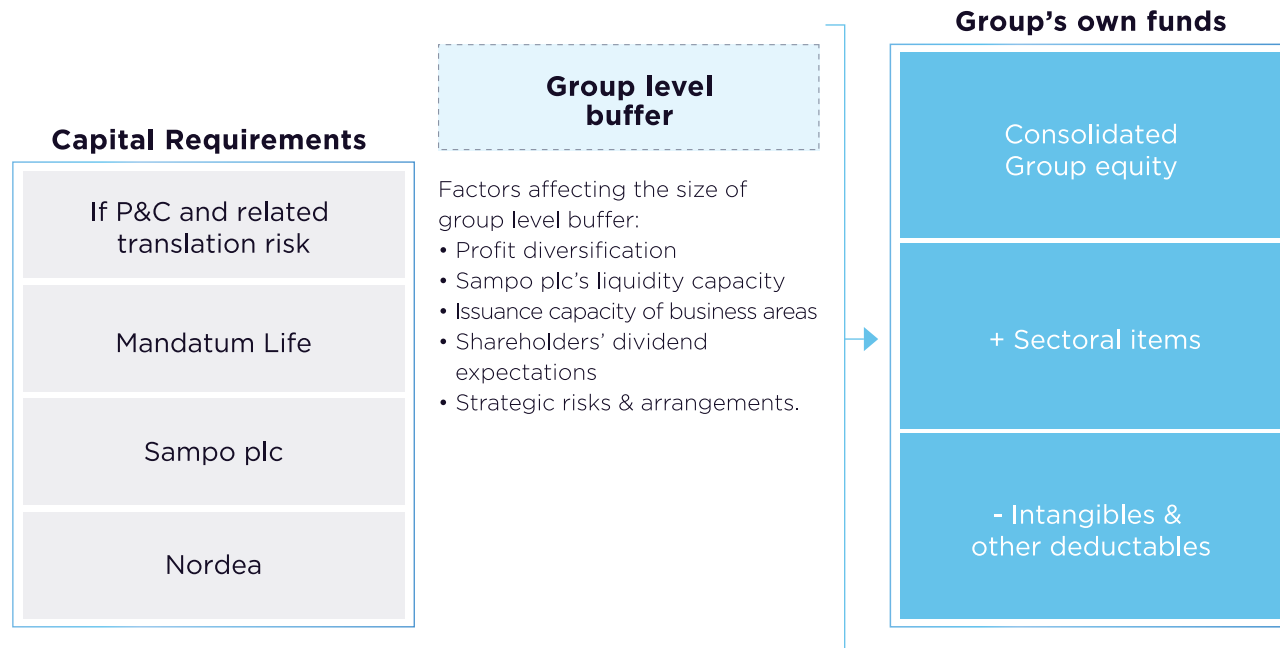 Capital Requirements
If P&C and related
translation risk
Mandatum Life
Sampo plc
Nordea
Group level
buffer
Factors affecting the size of
group level buffer:
• Profit diversification
• Sampo plc’s liquidity capacity
• Issuance capacity of business areas
• Shareholders’ dividend
expectations
• Strategic risks & arrangements.
Group’s own funds
Consolidated
Group equity
+ Sectoral items
- Intangibles &
other deductables